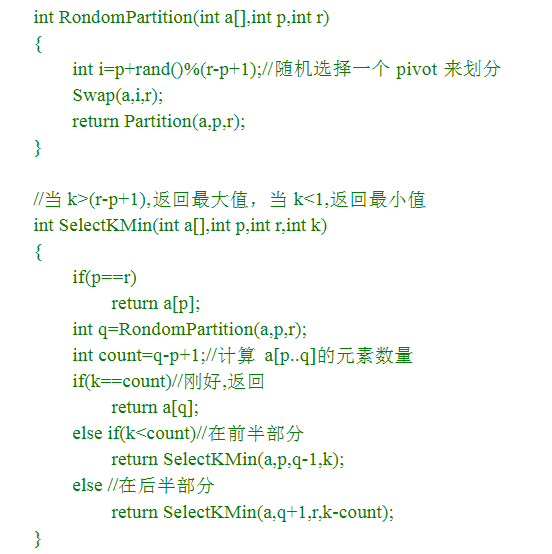 int RondomPartition(int a[],int p,int r)
{
int i=p+rand()%(r-p+1);//随机选择一个 pivot 来划分
Swap(a,i,r);
return Partition(a,p,r);
}
//当 k>(r-p+1),返回最大值，当 k<1,返回最小值
int SelectKMin(int a[],int p,int r,int k)
{
if(p==r)
return a[p];
int q=RondomPartition(a,p,r);
int count=q-p+1;//计算 a[p..q]的元素数量
if(k==count)//刚好,返回
return a[q];
else if(k<count)//在前半部分
return SelectKMin(a,p,q-1,k);
else //在后半部分
return SelectKMin(a,q+1,r,k-count);
}